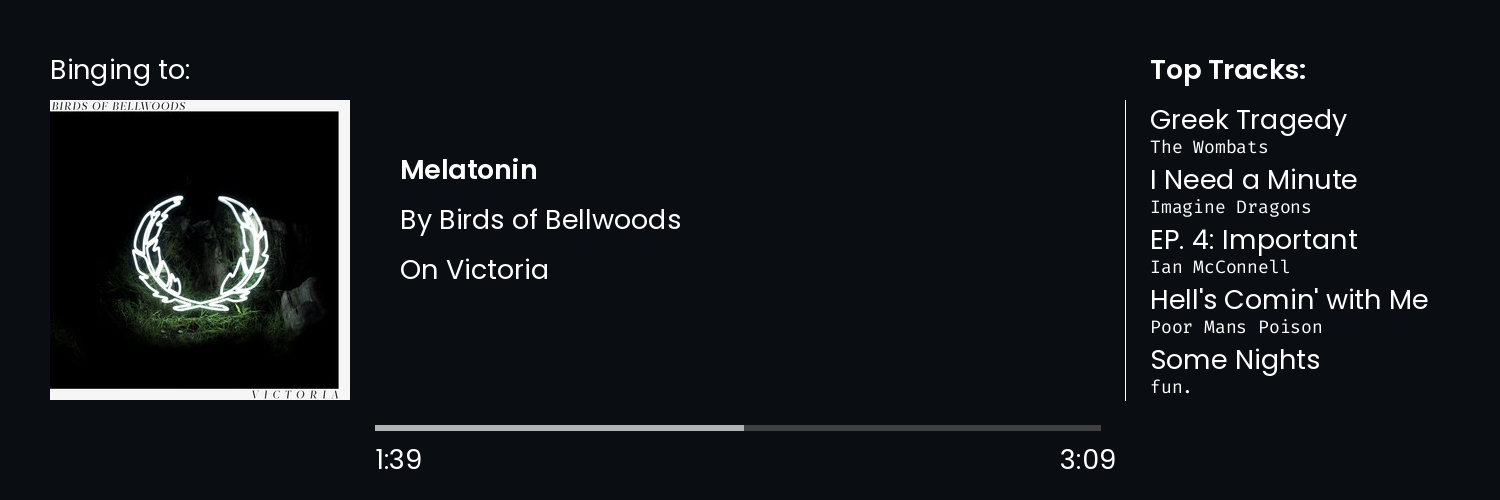 Binging to:
BIRDS OF BELLWOODS
VICTORIA
Melatonin
By Birds of Bellwoods
On Victoria
1:39
3:09
Top Tracks:
Greek Tragedy
The Wombats
I Need a Minute
Imagine Dragons
EP. 4: Important
Ian McConnell
Hell's Comin' with Me
Poor Mans Poison
Some Nights
fun.